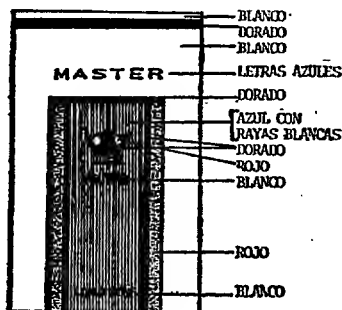 BLANCO
DORADO
BLANCO
MASTER
LETRAS AZULES
DORADO
AZUL CON
RAYAS BLANCAS
DORADO
ROJO
BLANCO
ROJO
BLANCO